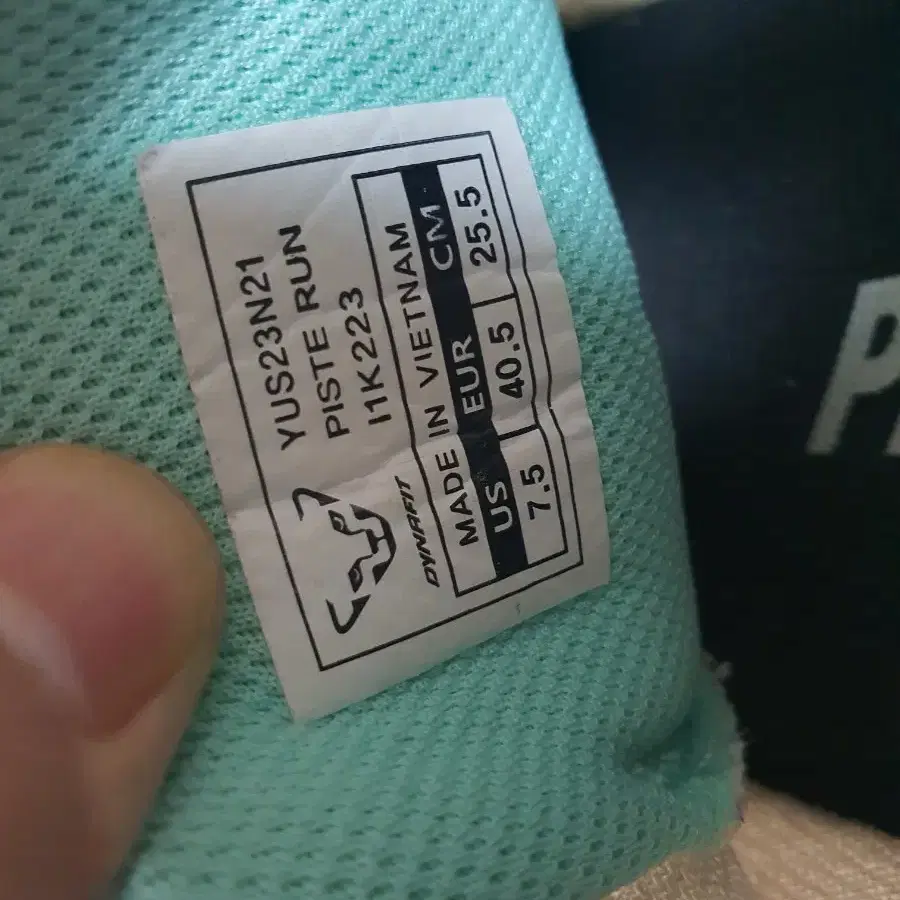 YUS23N21
PISTE RUN
I1K223
DYNAFIT
MADE IN VIETNAM
US EUR CM
7.5 40.5 25.5